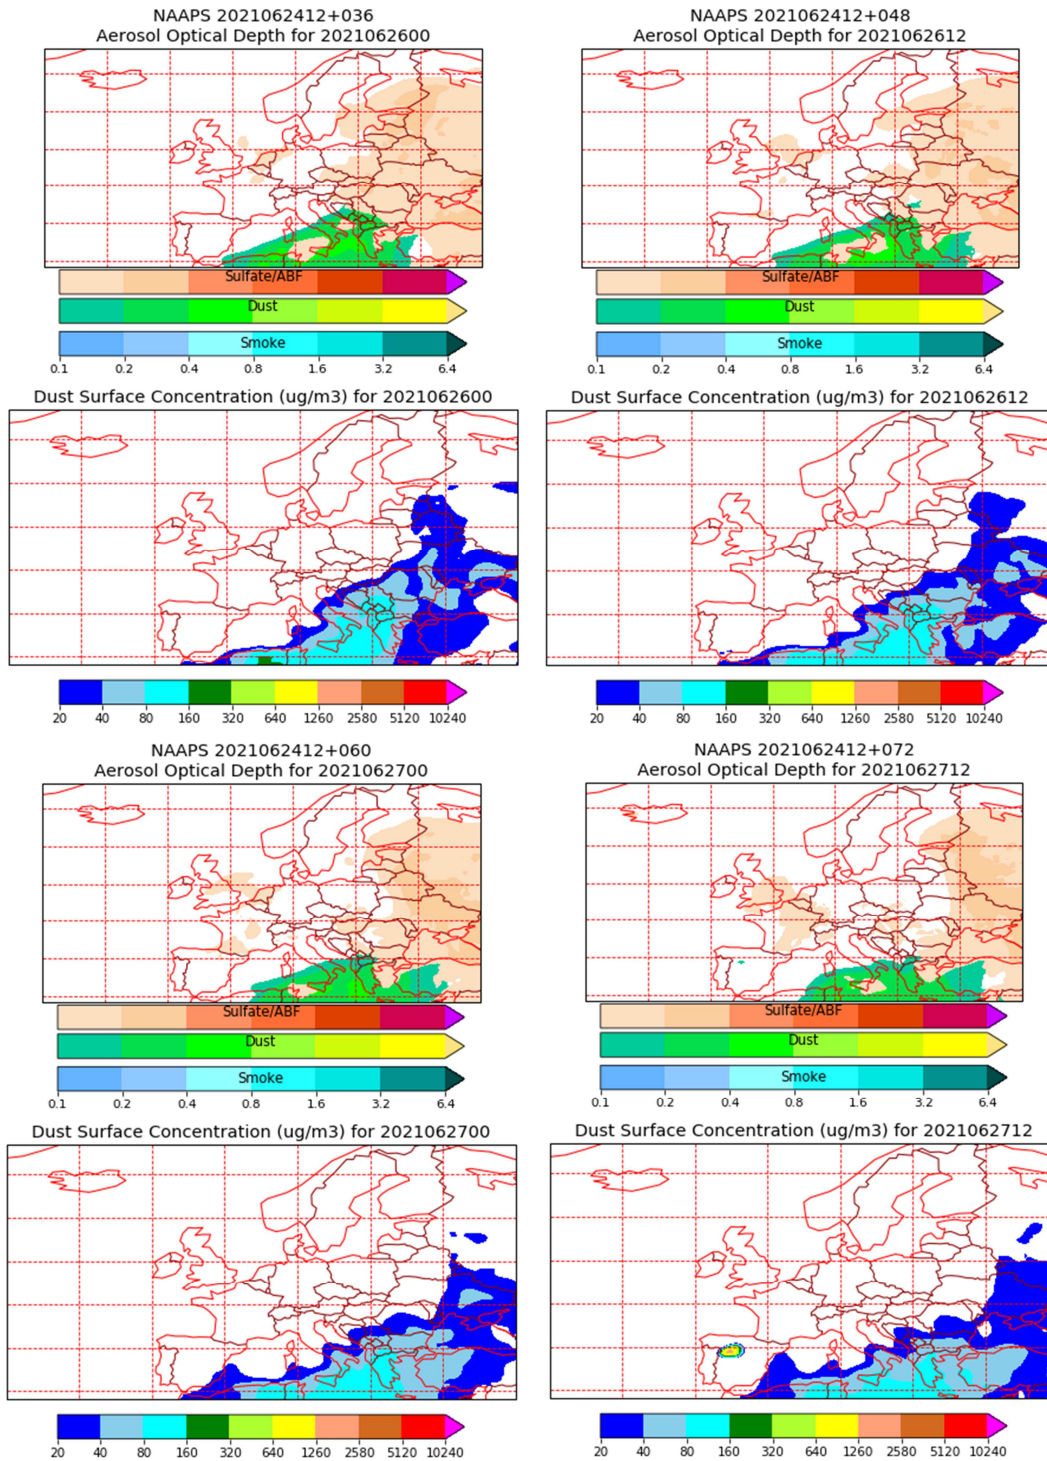 NAAPS 2021062412+036
Aerosol Optical Depth for 2021062600
Sulfate/ABF
Dust
Smoke
0.1 0.2 0.4 0.8 1.6 3.2 6.4
Dust Surface Concentration (ug/m3) for 2021062600
20 40 80 160 320 640 1260 2580 5120 10240
NAAPS 2021062412+048
Aerosol Optical Depth for 2021062612
Sulfate/ABF
Dust
Smoke
0.1 0.2 0.4 0.8 1.6 3.2 6.4
Dust Surface Concentration (ug/m3) for 2021062612
20 40 80 160 320 640 1260 2580 5120 10240
NAAPS 2021062412+060
Aerosol Optical Depth for 2021062700
Sulfate/ABF
Dust
Smoke
0.1 0.2 0.4 0.8 1.6 3.2 6.4
Dust Surface Concentration (ug/m3) for 2021062700
20 40 80 160 320 640 1260 2580 5120 10240
NAAPS 2021062412+072
Aerosol Optical Depth for 2021062712
Sulfate/ABF
Dust
Smoke
0.1 0.2 0.4 0.8 1.6 3.2 6.4
Dust Surface Concentration (ug/m3) for 2021062712
20 40 80 160 320 640 1260 2580 5120 10240